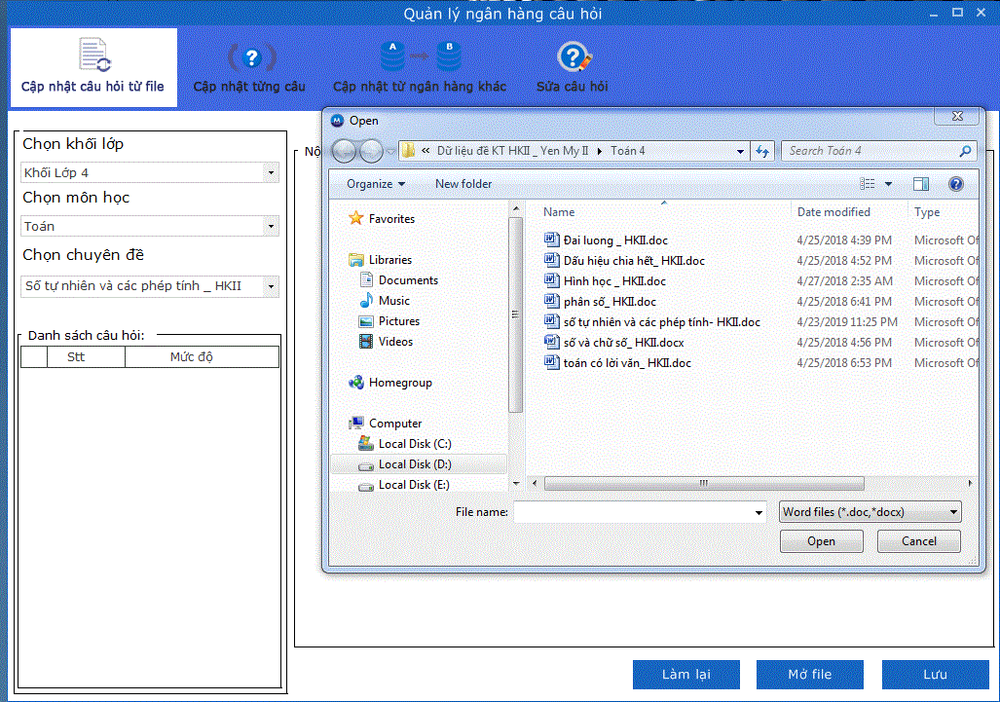 Quản lý ngân hàng câu hỏi
Cập nhật câu hỏi từ file
Cập nhật từng câu
A
B
Cập nhật từ ngân hàng khác
Sửa câu hỏi
Chọn khối lớp
Khối Lớp 4
Chọn môn học
Toán
Chọn chuyên đề
Số tự nhiên và các phép tính _ HKII
Danh sách câu hỏi:
Stt
Mức độ
Nộ
Open
« Dữ liệu đề KT HKII _ Yen My II
Toán 4
Search Toán 4
Organize
New folder
Favorites
Libraries
Documents
Music
Pictures
Videos
Homegroup
Computer
Local Disk (C:)
Local Disk (D:)
Local Disk (E:)
Name Date modified Type
Đai luong _ HKII.doc 4/25/2018 4:39 PM Microsoft Of
Dấu hiệu chia hết_ HKII.doc 4/25/2018 4:52 PM Microsoft Of
Hình học _ HKII.doc 4/27/2018 2:35 AM Microsoft Of
phân số_ HKII.doc 4/25/2018 6:41 PM Microsoft Of
số tự nhiên và các phép tính- HKII.doc 4/23/2019 11:25 PM Microsoft Of
số và chữ số_ HKII.docx 4/25/2018 4:56 PM Microsoft Of
toán có lời văn_ HKII.doc 4/25/2018 6:53 PM Microsoft Of
File name:
Word files (*.doc,*docx)
Open
Cancel
Làm lại
Mở file
Lưu